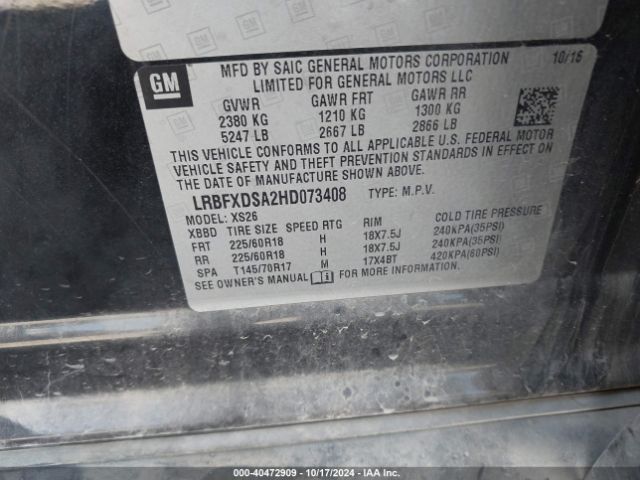 GM
MFD BY SAIC GENERAL MOTORS CORPORATION
LIMITED FOR GENERAL MOTORS LLC
10/16
GVWR GAWR FRT GAWR RR
2380 KG 1210 KG 1300 KG
5247 LB 2667 LB 2866 LB
THIS VEHICLE CONFORMS TO ALL APPLICABLE U.S. FEDERAL MOTOR
VEHICLE SAFETY AND THEFT PREVENTION STANDARDS IN EFFECT ON
THE DATE OF MANUFACTURE SHOWN ABOVE.
LRBFXDSA2HD073408 TYPE: M.P.V.
MODEL: XS26
XBBD TIRE SIZE SPEED RTG RIM COLD TIRE PRESSURE
FRT 225/60R18 H 18X7.5J 240KPA(35PSI)
RR 225/60R18 H 18X7.5J 240KPA(35PSI)
SPA T145/70R17 M 17X4BT 420KPA(60PSI)
SEE OWNER'S MANUAL FOR MORE INFORMATION.
000-40472909 | 10/17/2024 | IAA Inc.